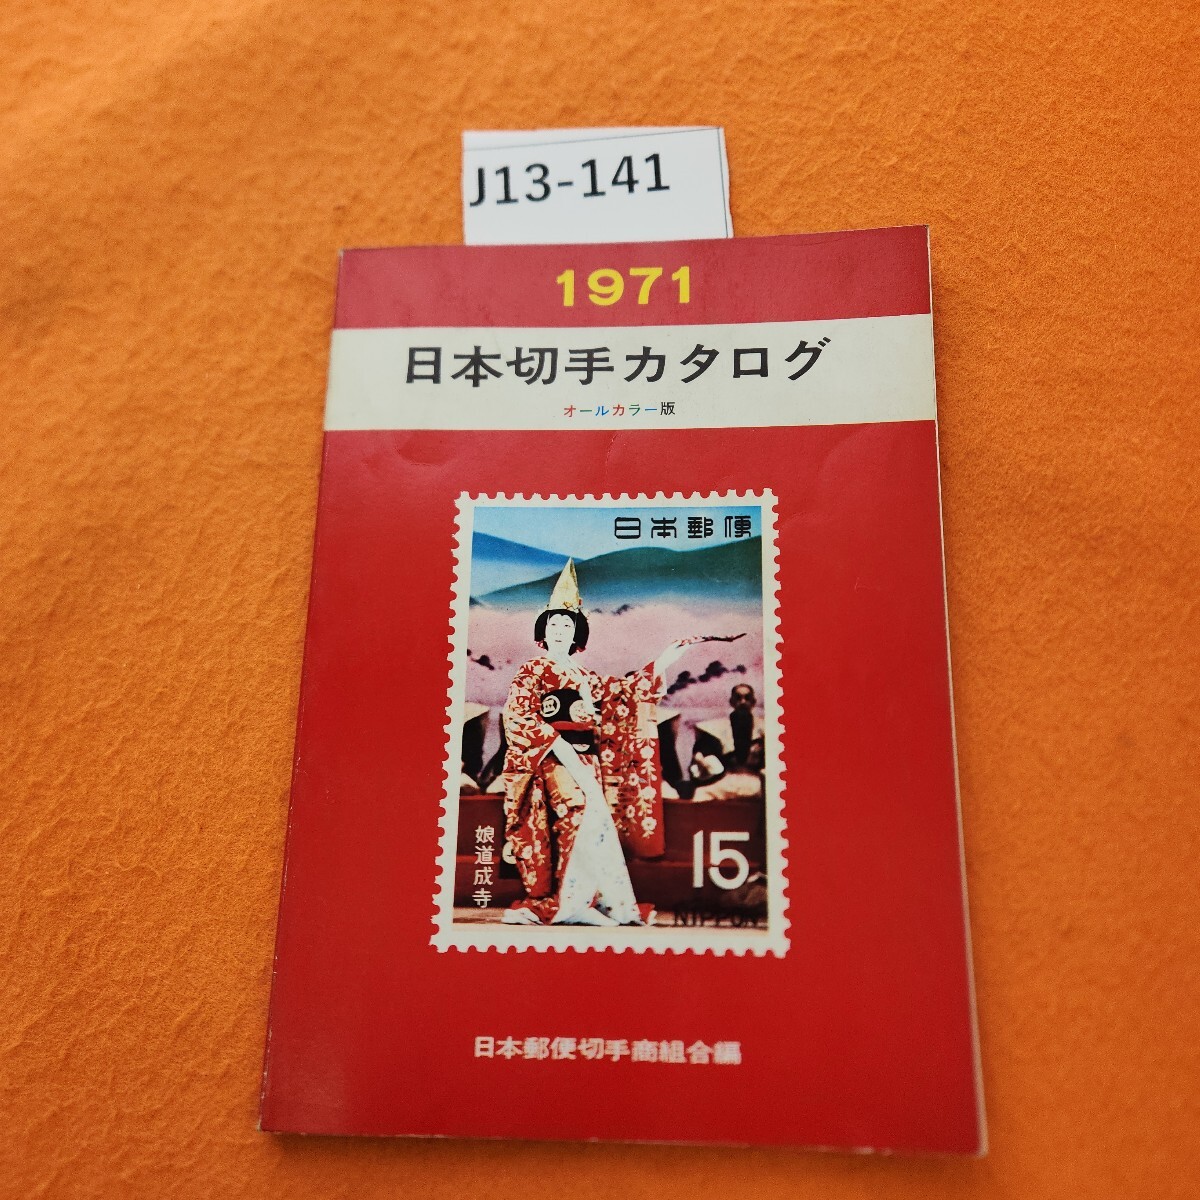 J13-141
1971
日本切手カタログ
オールカラー版
日本郵便
娘道成寺
15
NIPPON
日本郵便切手商組合編